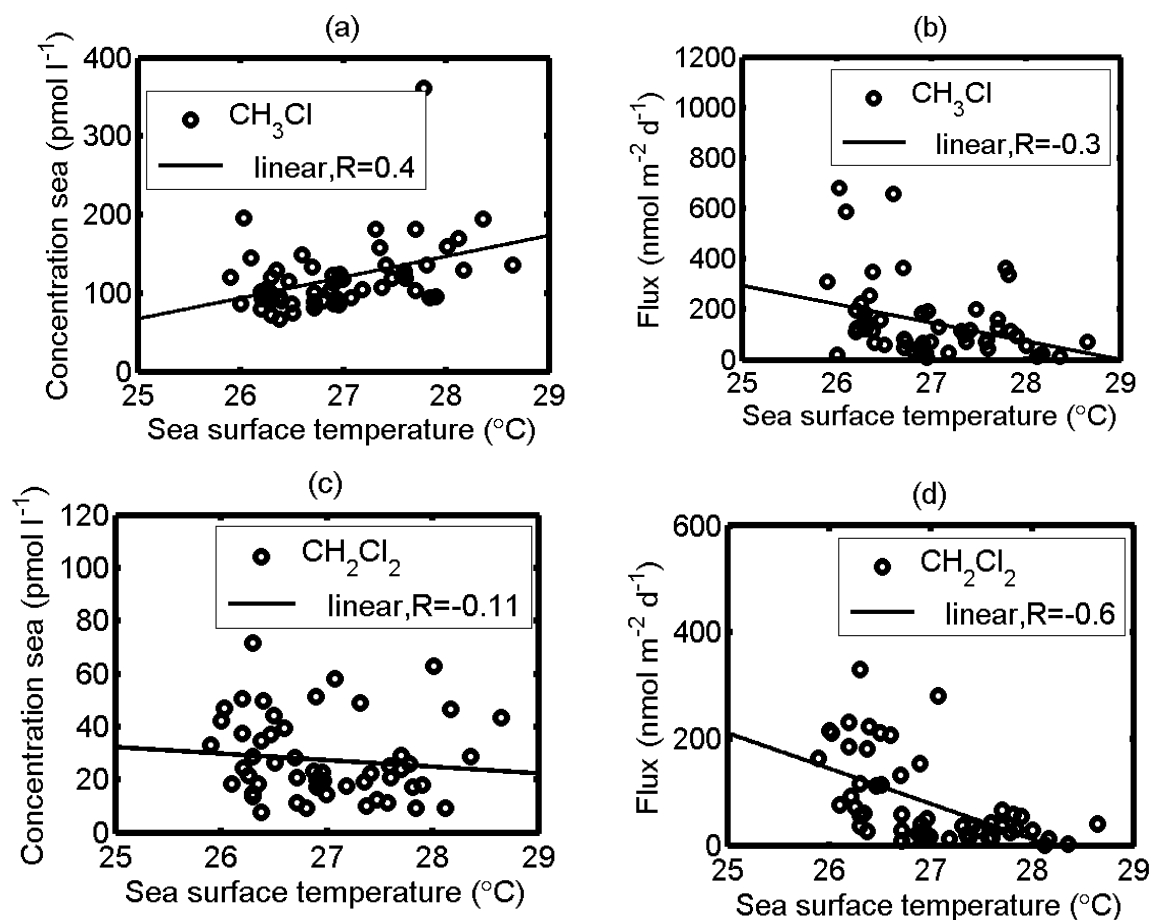 (a)
400
300
200
100
0
25 26 27 28 29
Concentration sea (pmol l⁻¹)
Sea surface temperature (°C)
CH₃Cl
linear,R=0.4
(b)
1200
1000
800
600
400
200
0
25 26 27 28 29
Flux (nmol m⁻² d⁻¹)
Sea surface temperature (°C)
CH₃Cl
linear,R=-0.3
(c)
120
100
80
60
40
20
0
25 26 27 28 29
Concentration sea (pmol l⁻¹)
Sea surface temperature (°C)
CH₂Cl₂
linear,R=-0.11
(d)
600
400
200
0
25 26 27 28 29
Flux (nmol m⁻² d⁻¹)
Sea surface temperature (°C)
CH₂Cl₂
linear,R=-0.6